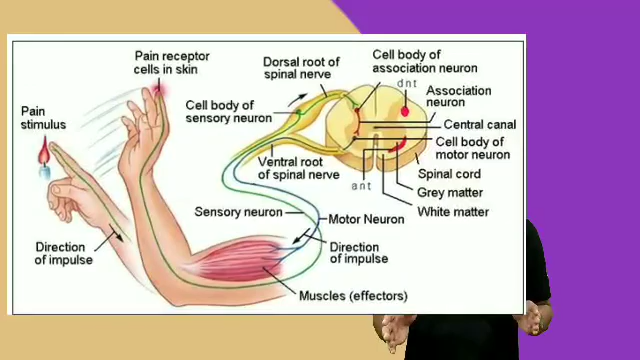 Pain receptor
cells in skin
Dorsal root of
spinal nerve
Cell body of
association neuron
dnt
Association
neuron
Pain
stimulus
Cell body of
sensory neuron
Central canal
Cell body of
motor neuron
Ventral root
of spinal nerve
Spinal cord
ant
Grey matter
Sensory neuron
White matter
Motor Neuron
Direction
of impulse
Direction
of impulse
Muscles (effectors)